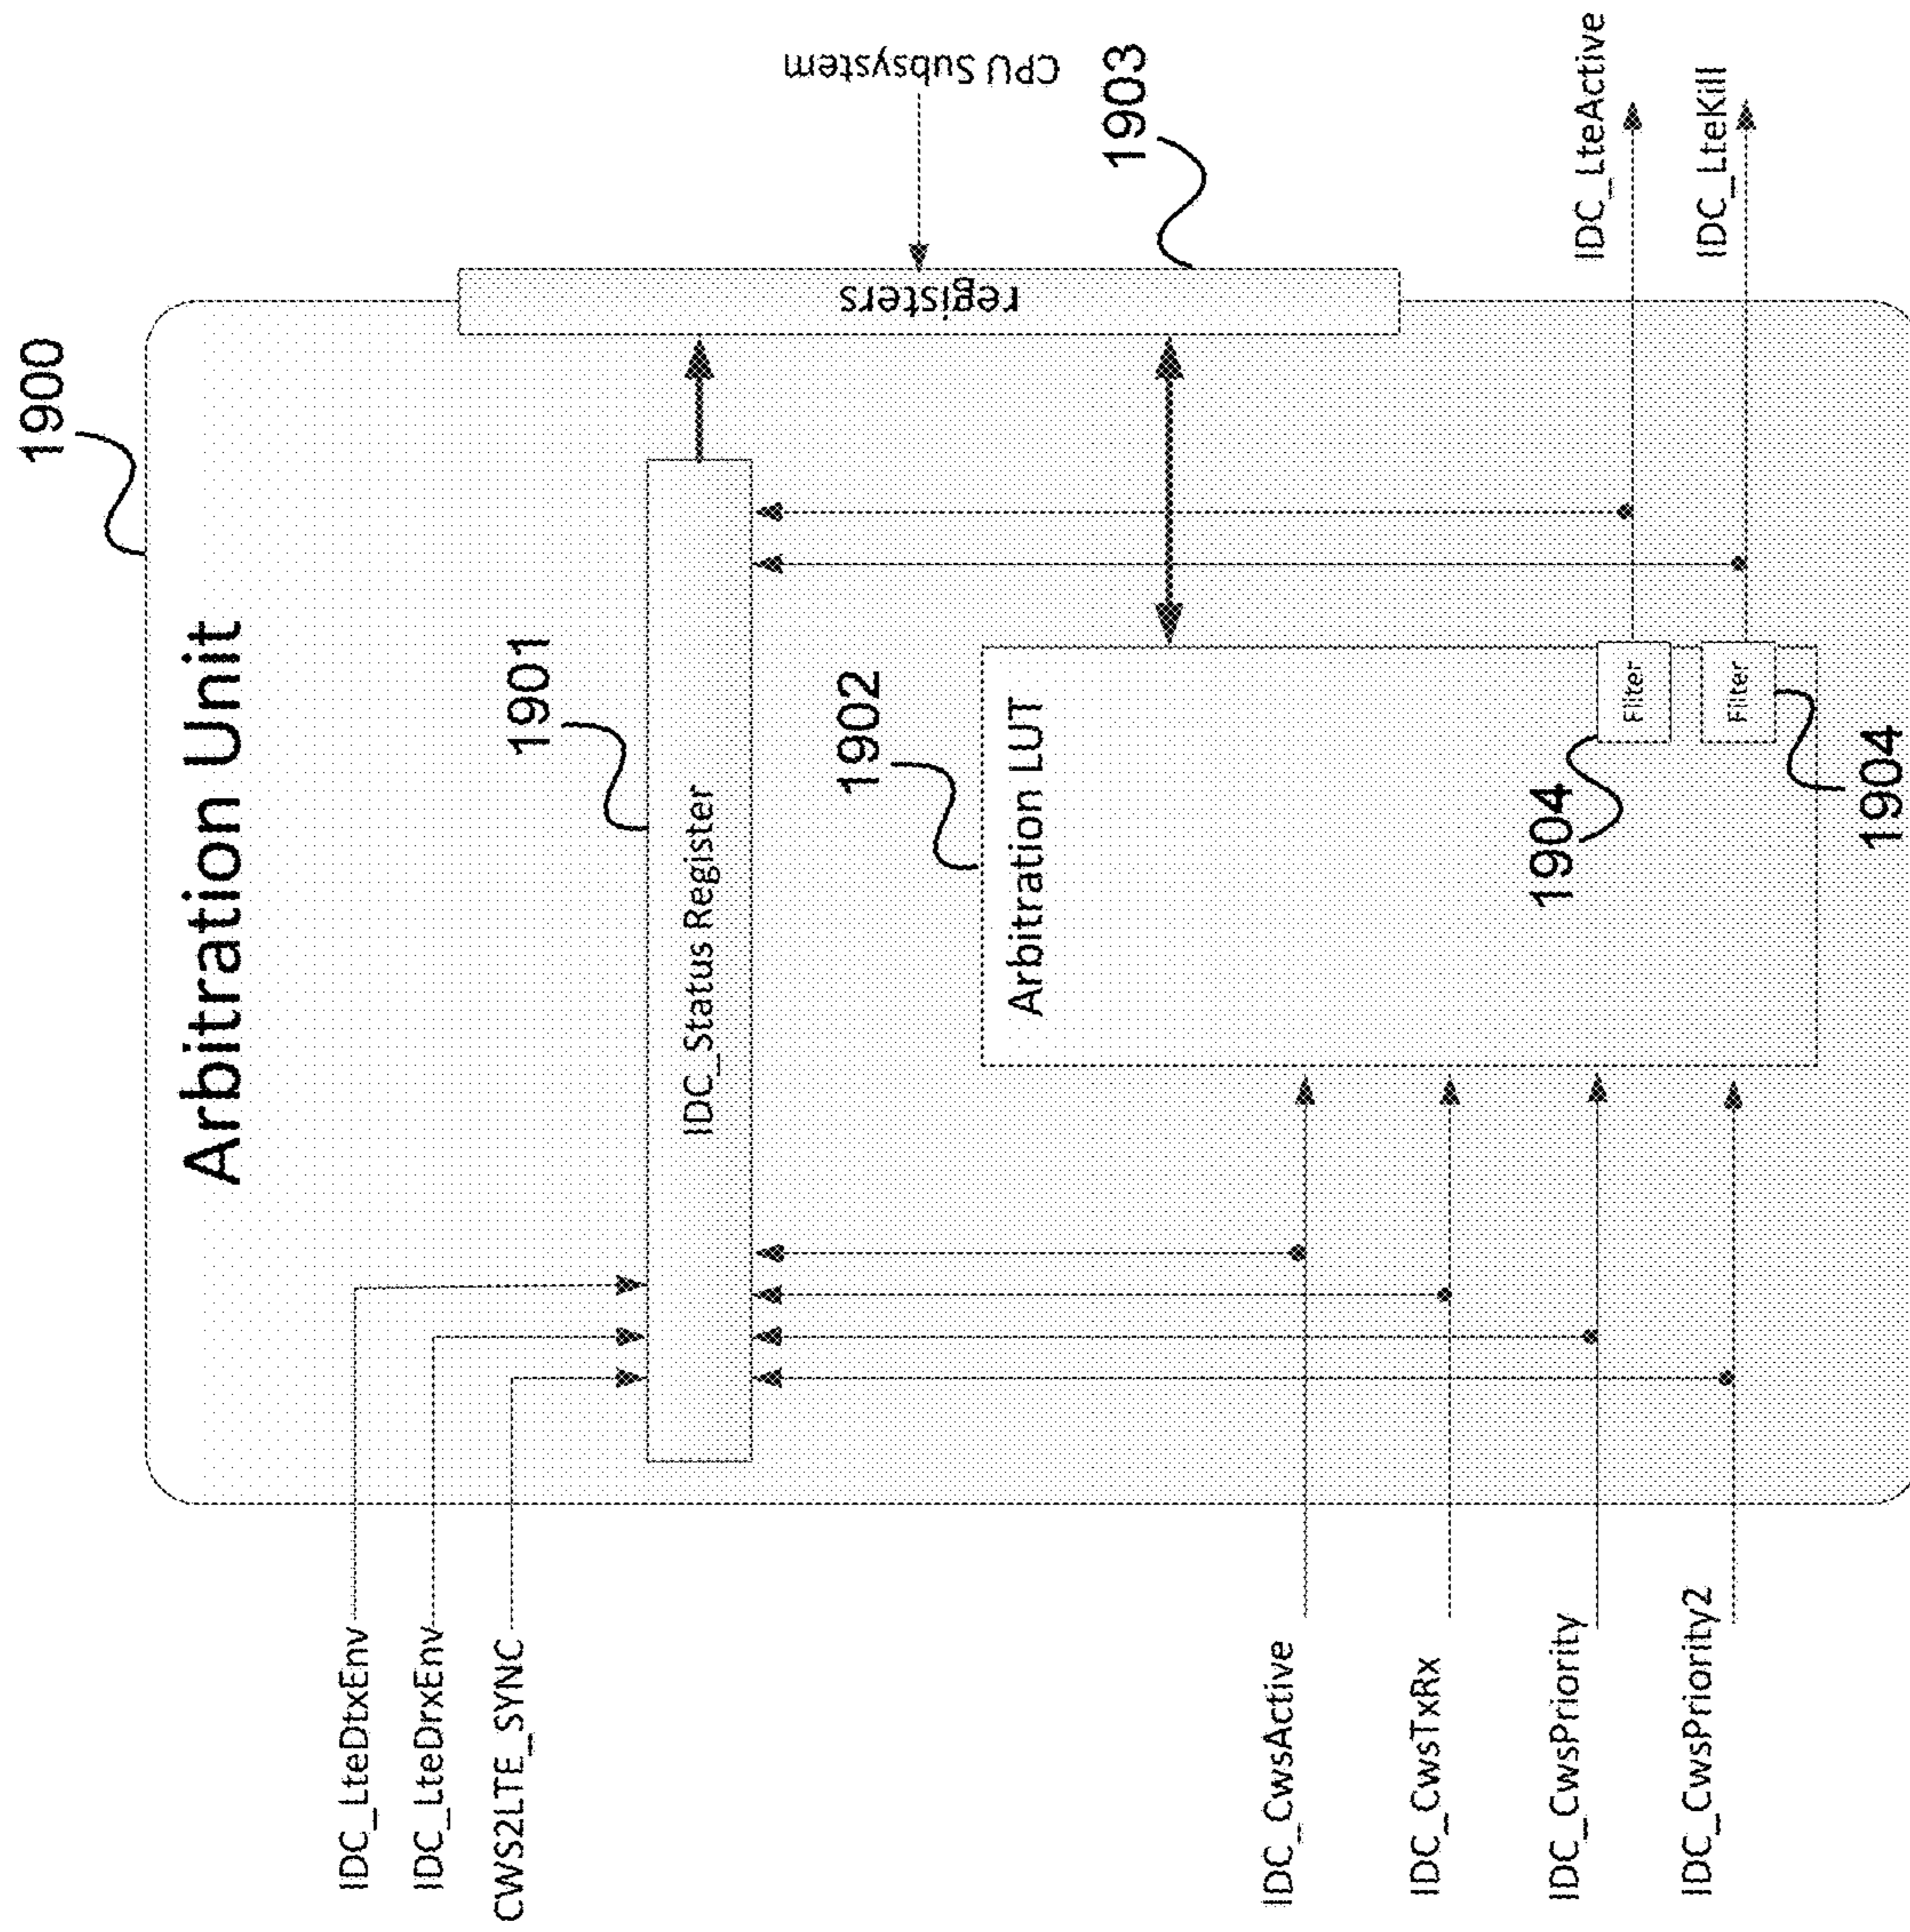 1900
Arbitration Unit
IDC_LteDtxEnv
IDC_LteDrxEnv
CWS2LTE_SYNC
1901
IDC_Status Register
registers
CPU Subsystem
1903
1902
Arbitration LUT
IDC_CwsActive
IDC_CwsTxRx
IDC_CwsPriority
IDC_CwsPriority2
1904
Filter
Filter
1904
IDC_LteActive
IDC_LteKill